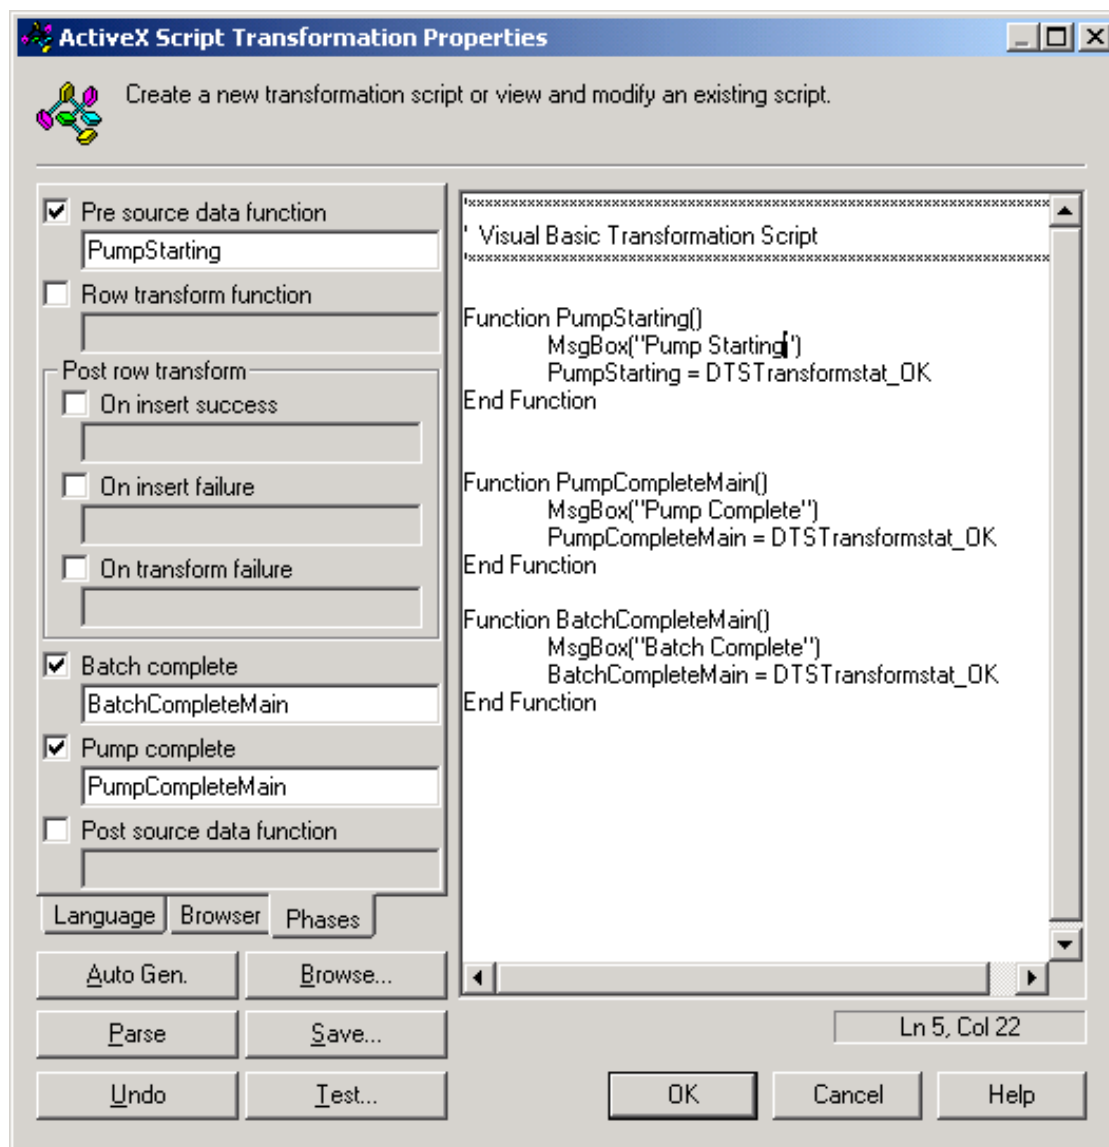 ActiveX Script Transformation Properties
Create a new transformation script or view and modify an existing script.
Pre source data function
PumpStarting
Row transform function
Post row transform
On insert success
On insert failure
On transform failure
Batch complete
BatchCompleteMain
Pump complete
PumpCompleteMain
Post source data function
Language Browser Phases
Auto Gen. Browse...
Parse Save...
Undo Test...
'**********************************************************************
' Visual Basic Transformation Script
'**********************************************************************
Function PumpStarting()
MsgBox("Pump Starting")
PumpStarting = DTSTransformstat_OK
End Function
Function PumpCompleteMain()
MsgBox("Pump Complete")
PumpCompleteMain = DTSTransformstat_OK
End Function
Function BatchCompleteMain()
MsgBox("Batch Complete")
BatchCompleteMain = DTSTransformstat_OK
End Function
Ln 5, Col 22
OK Cancel Help